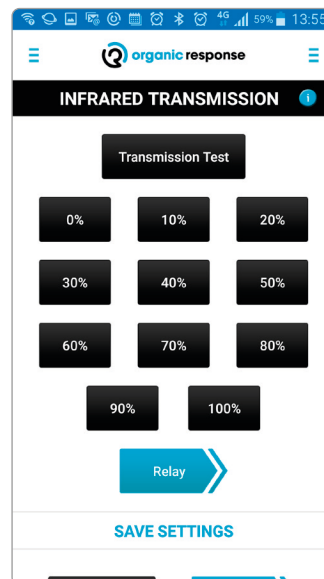 4G 59% 13:55
organic response
INFRARED TRANSMISSION i
Transmission Test
0% 10% 20%
30% 40% 50%
60% 70% 80%
90% 100%
Relay
SAVE SETTINGS